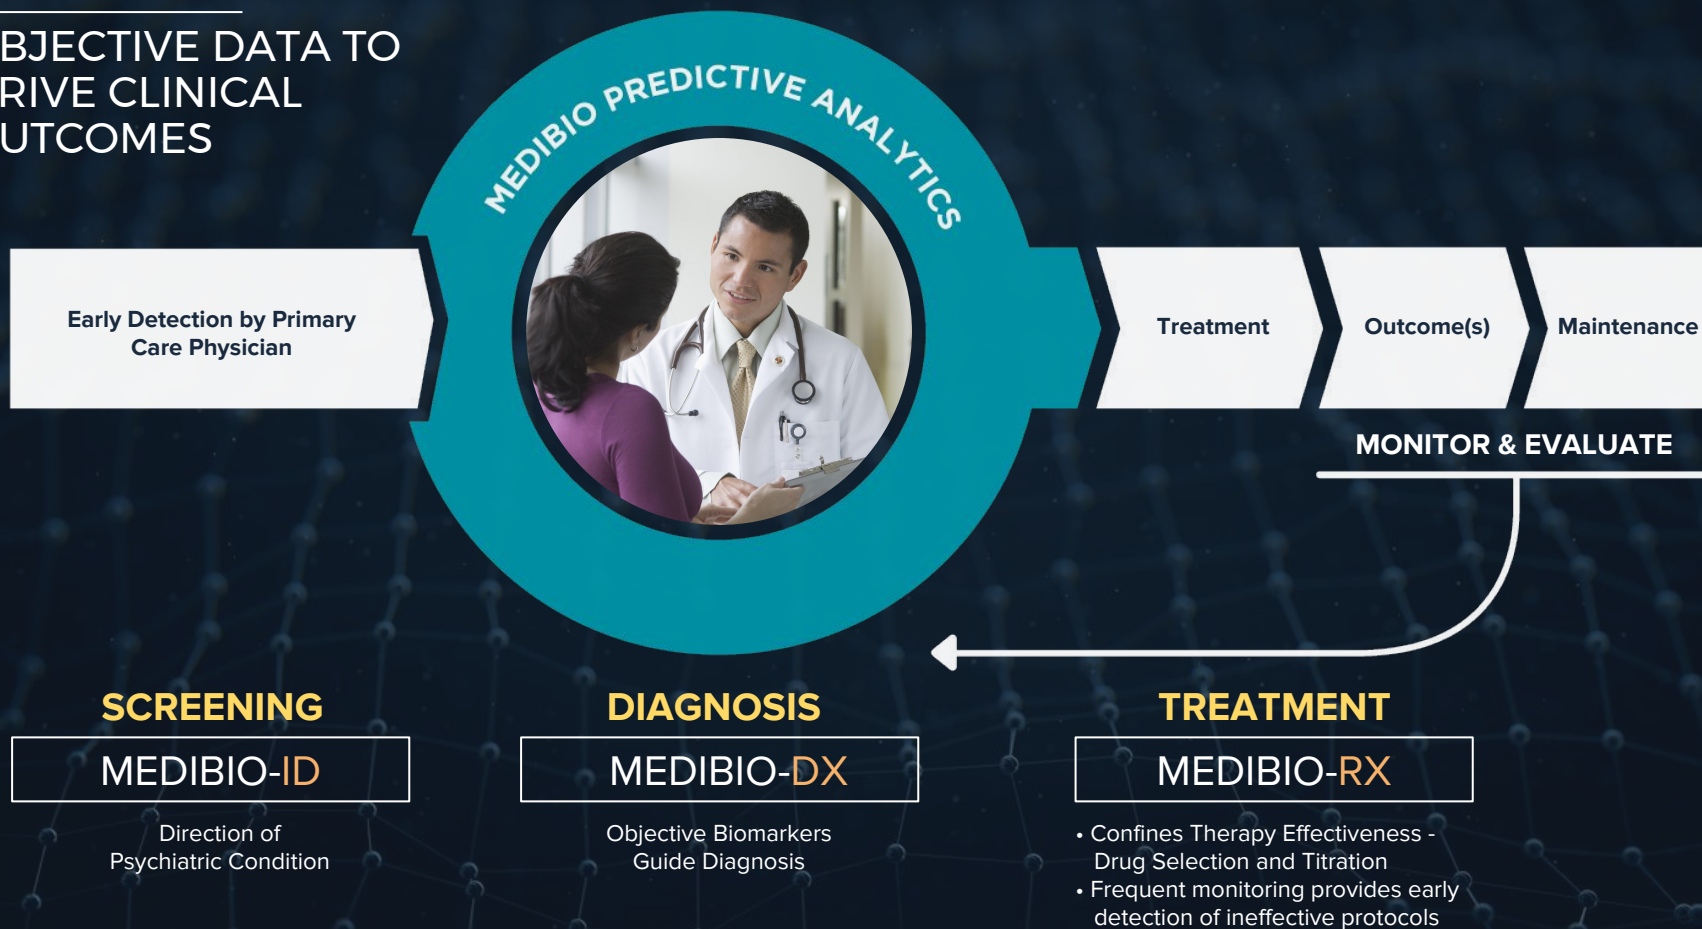 BJECTIVE DATA TO
RIVE CLINICAL
UTCOMES
MEDIBIO PREDICTIVE ANALYTICS
Early Detection by Primary
Care Physician
Treatment
Outcome(s)
Maintenance
MONITOR & EVALUATE
SCREENING
MEDIBIO-ID
Direction of
Psychiatric Condition
DIAGNOSIS
MEDIBIO-DX
Objective Biomarkers
Guide Diagnosis
TREATMENT
MEDIBIO-RX
• Confines Therapy Effectiveness -
Drug Selection and Titration
• Frequent monitoring provides early
detection of ineffective protocols